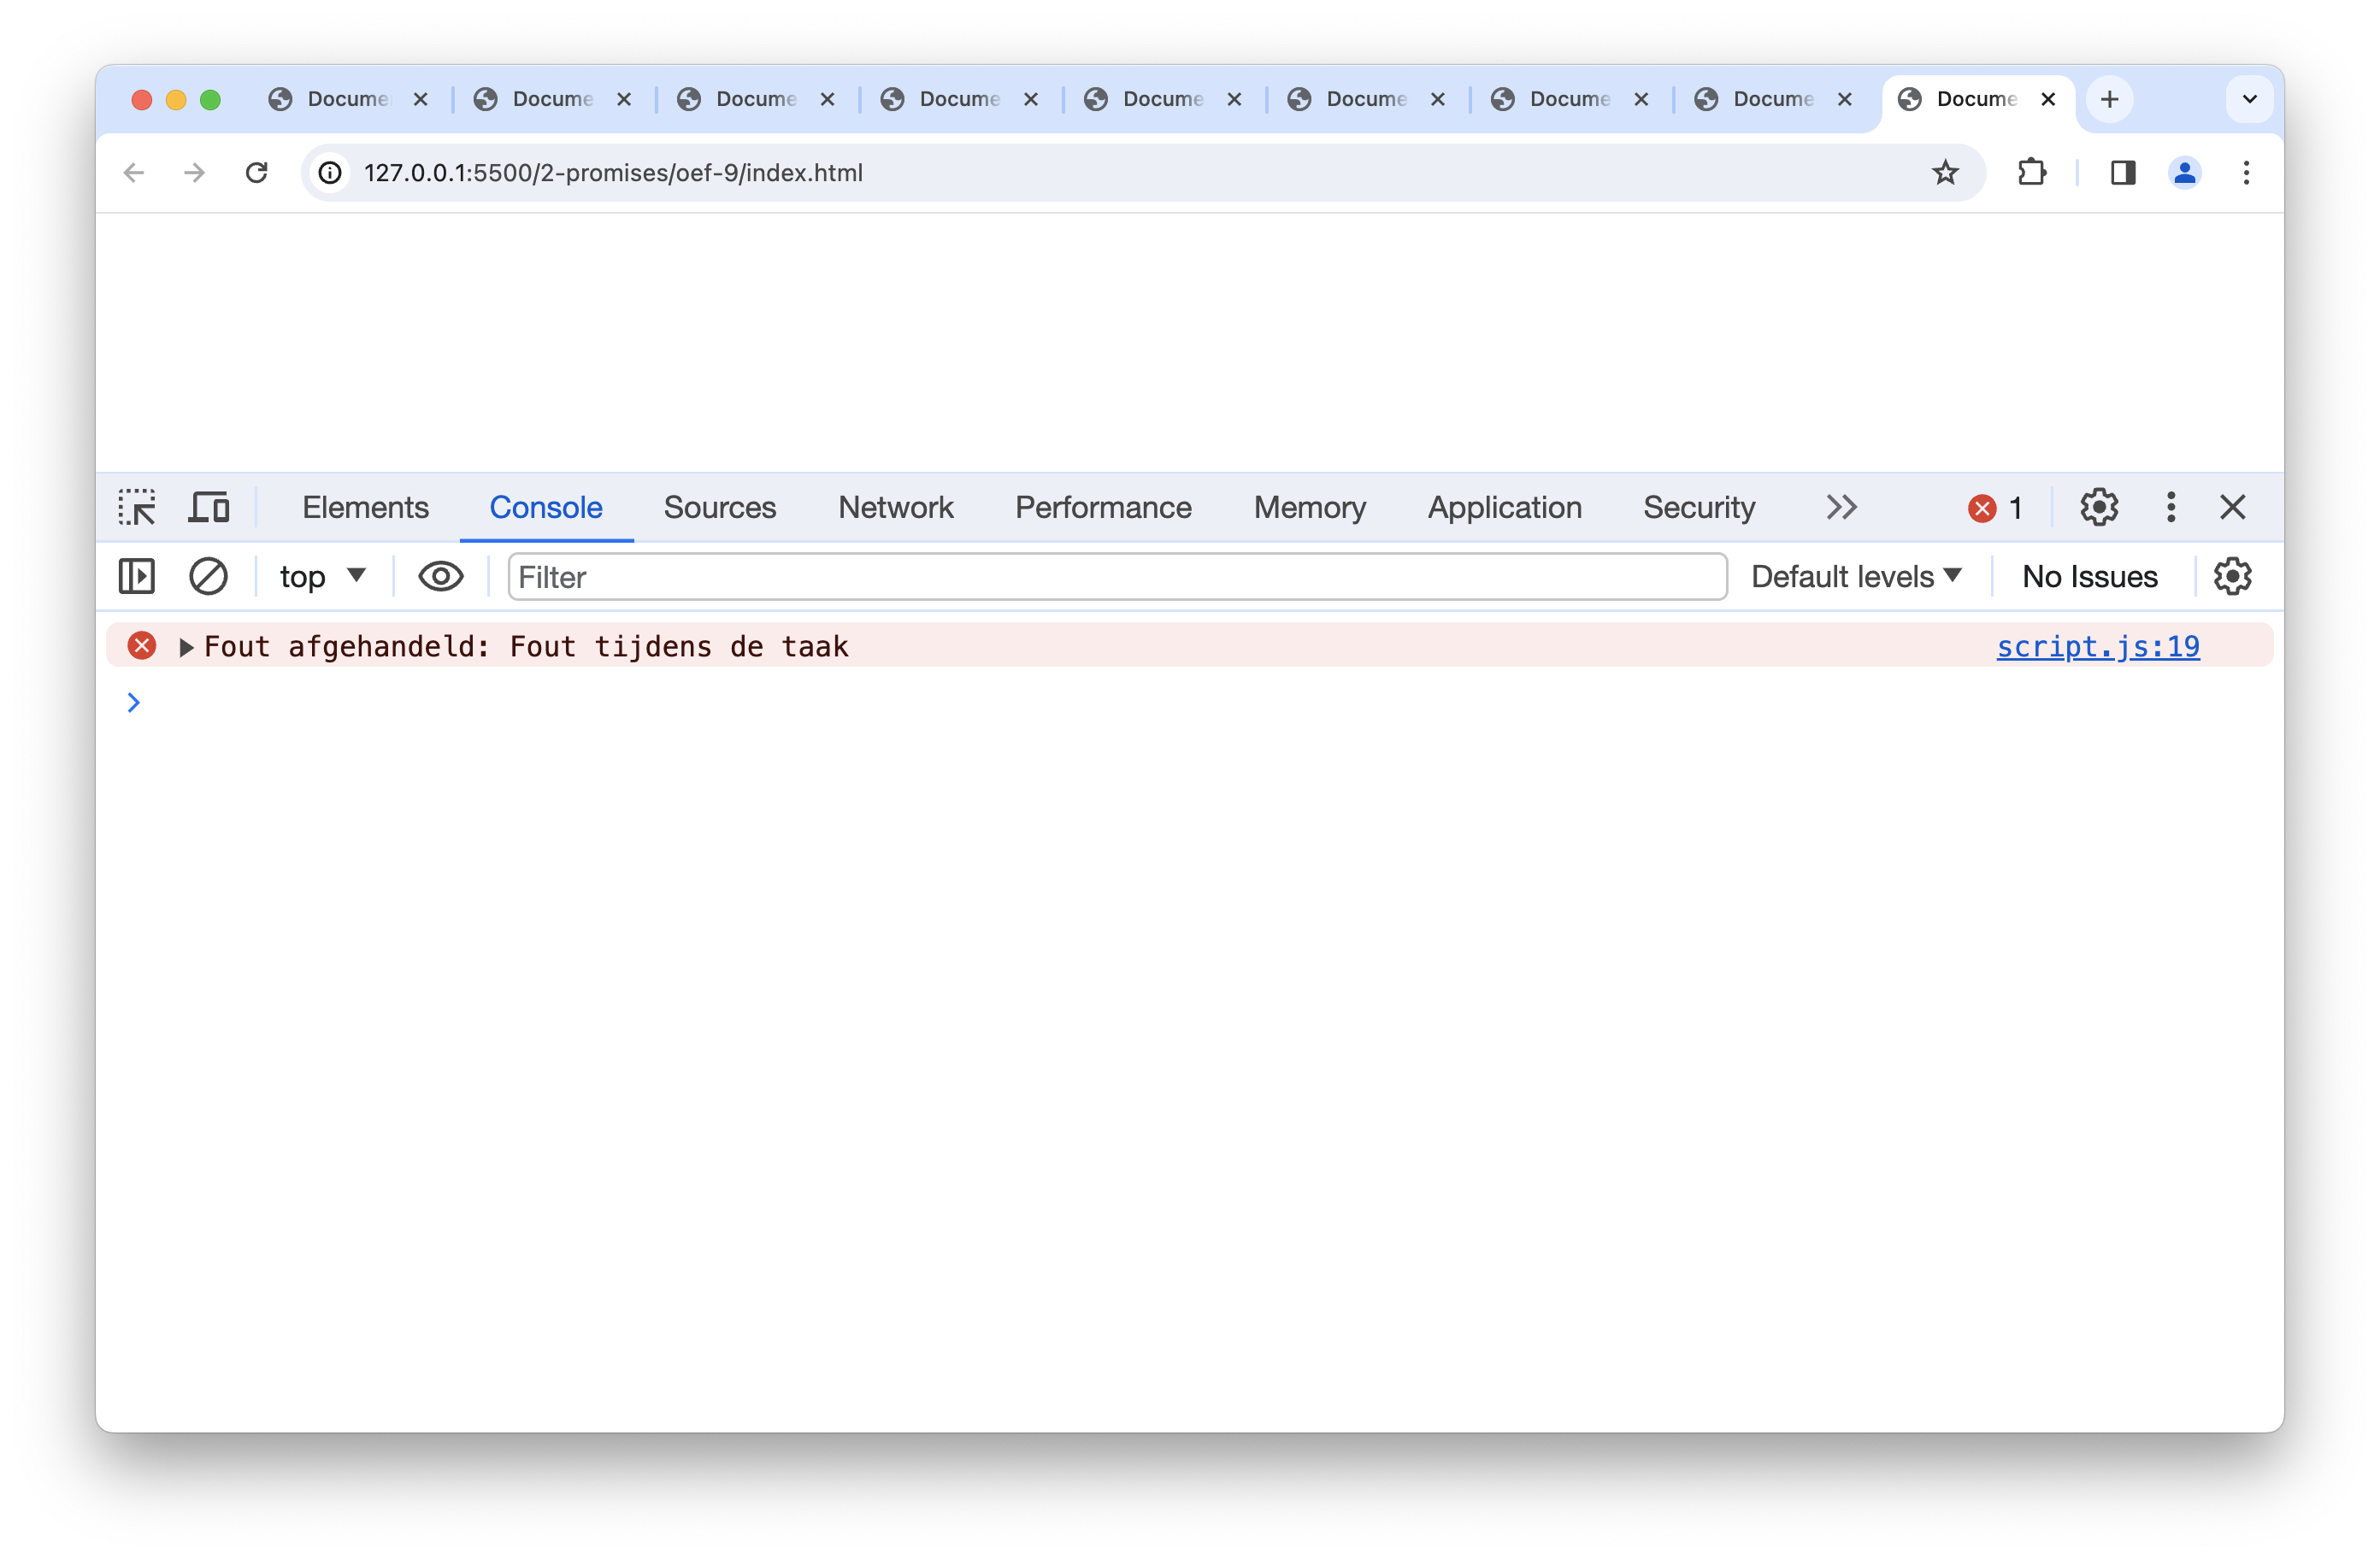 Docume Docume Docume Docume Docume Docume Docume Docume Docume
127.0.0.1:5500/2-promises/oef-9/index.html
Elements Console Sources Network Performance Memory Application Security 1
top Filter Default levels No Issues
Fout afgehandeld: Fout tijdens de taak script.js:19